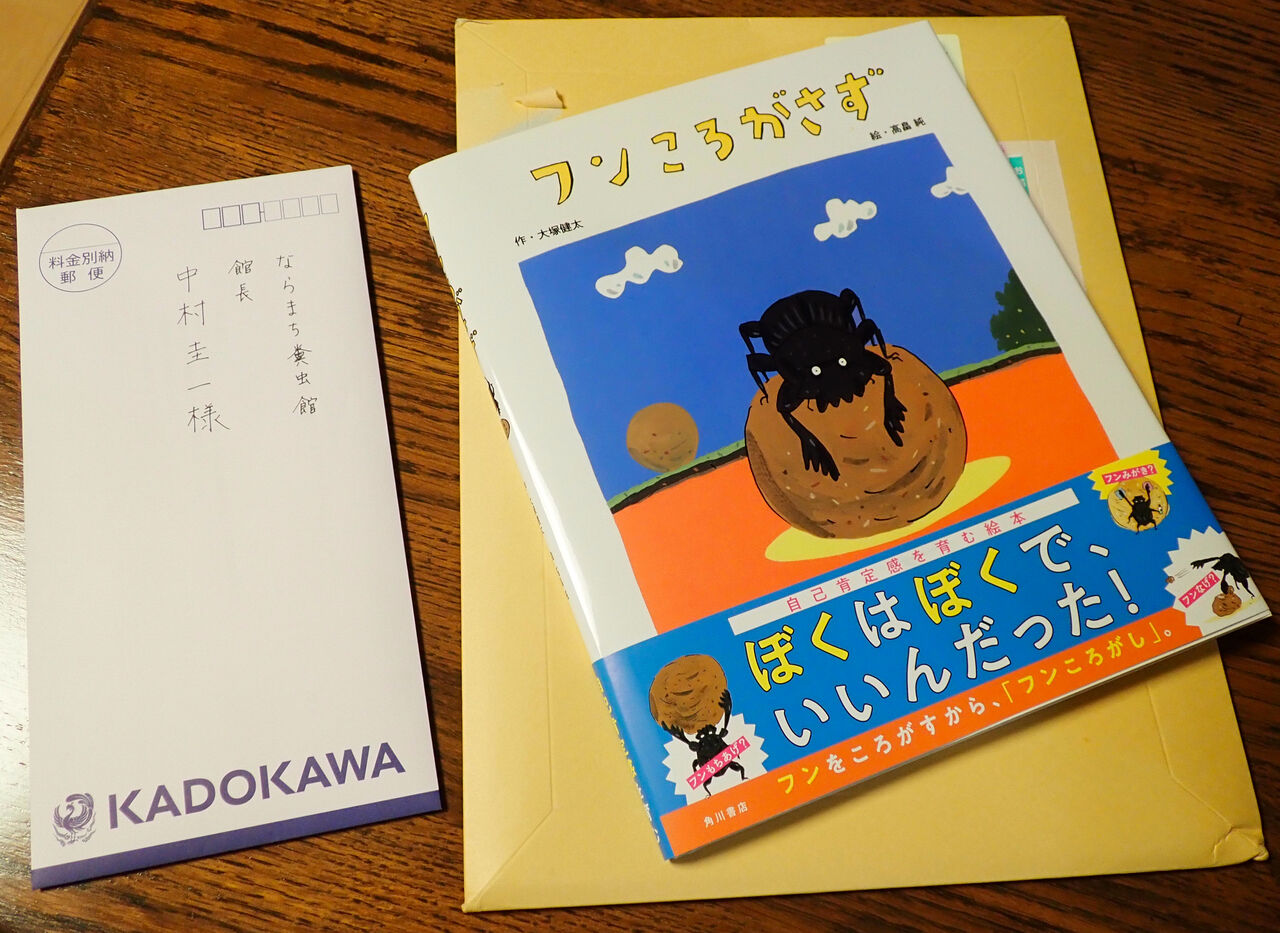 料金別納
郵便
ならまち糞虫館
館長
中村圭一様
KADOKAWA
フンころがさず
作・大塚健太
絵・高畠 純
自己肯定感を育む絵本
ぼくはぼくで、
いいんだった!
フンをころがすから、「フンころがし」。
フンみがき?
フンなげ?
フンもちあげ?
角川書店